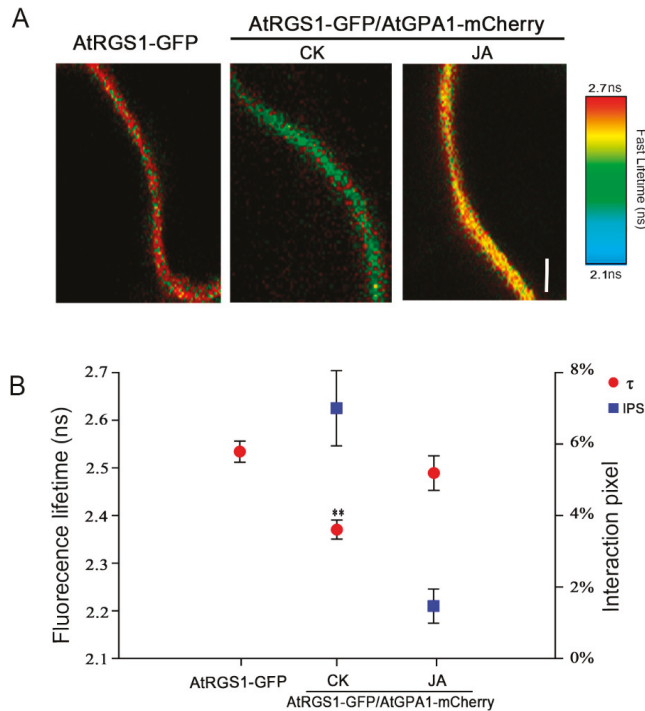 A
AtRGS1-GFP
AtRGS1-GFP/AtGPA1-mCherry
CK
JA
2.7ns
Fast Lifetime (ns)
2.1ns
B
Fluorecence lifetime (ns)
2.7
2.6
2.5
2.4
2.3
2.2
2.1
**
8%
6%
4%
2%
0%
Interaction pixel
τ
IPS
AtRGS1-GFP
CK
JA
AtRGS1-GFP/AtGPA1-mCherry